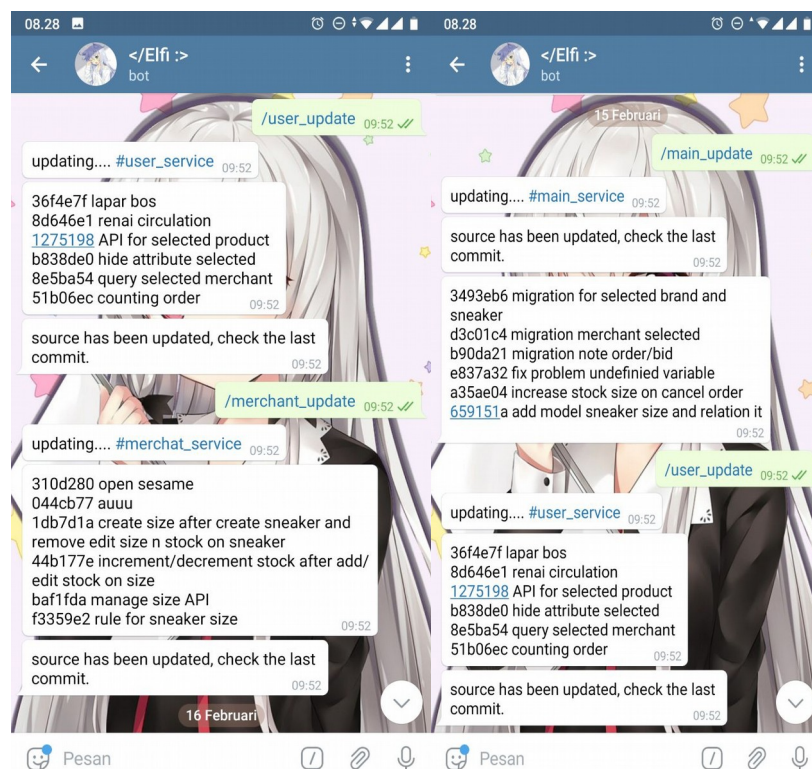 08.28
</Elfi :>
bot
/user_update 09:52
updating.... #user_service 09:52
36f4e7f lapar bos
8d646e1 renai circulation
1275198 API for selected product
b838de0 hide attribute selected
8e5ba54 query selected merchant
51b06ec counting order 09:52
source has been updated, check the last
commit. 09:52
/merchant_update 09:52
updating.... #merchat_service 09:52
310d280 open sesame
044cb77 auuu
1db7d1a create size after create sneaker and
remove edit size n stock on sneaker
44b177e increment/decrement stock after add/
edit stock on size
baf1fda manage size API
f3359e2 rule for sneaker size 09:52
source has been updated, check the last
commit. 09:52
16 Februari
Pesan
08.28
</Elfi :>
bot
15 Februari
/main_update 09:52
updating.... #main_service 09:52
source has been updated, check the last
commit. 09:52
3493eb6 migration for selected brand and
sneaker
d3c01c4 migration merchant selected
b90da21 migration note order/bid
e837a32 fix problem undefinied variable
a35ae04 increase stock size on cancel order
659151a add model sneaker size and relation it
09:52
/user_update 09:52
updating.... #user_service 09:52
36f4e7f lapar bos
8d646e1 renai circulation
1275198 API for selected product
b838de0 hide attribute selected
8e5ba54 query selected merchant
51b06ec counting order 09:52
source has been updated, check the last
commit. 09:52
Pesan